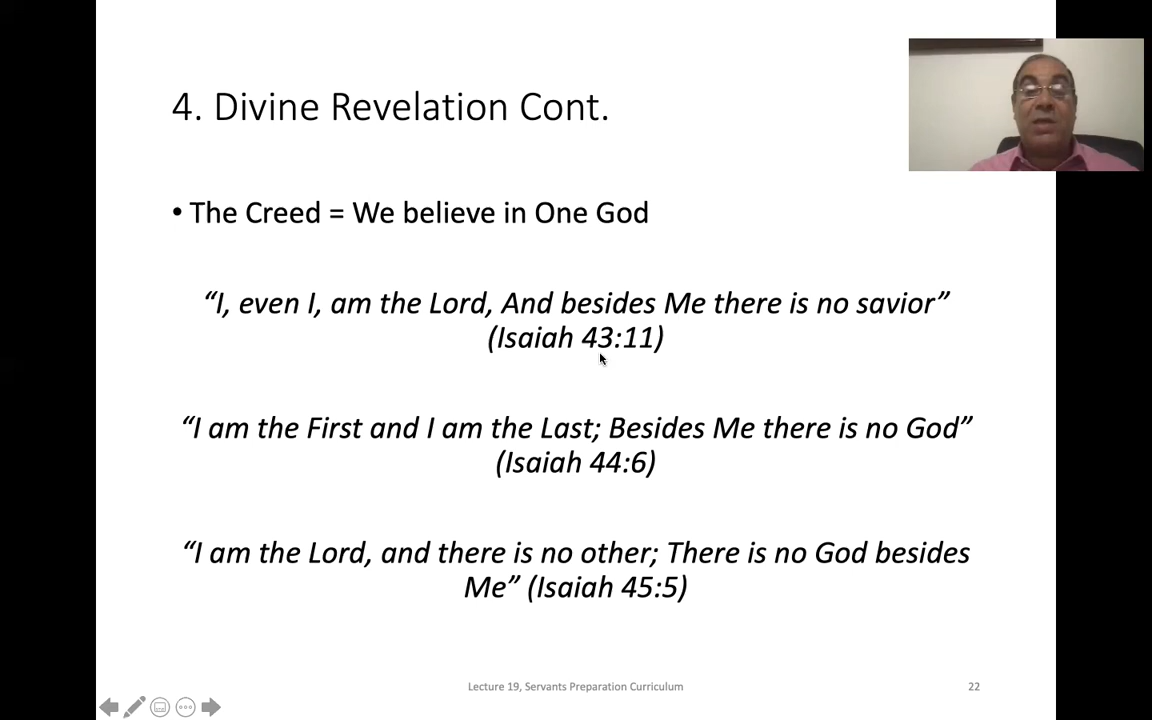 4. Divine Revelation Cont.
• The Creed = We believe in One God
“I, even I, am the Lord, And besides Me there is no savior”
(Isaiah 43:11)
“I am the First and I am the Last; Besides Me there is no God”
(Isaiah 44:6)
“I am the Lord, and there is no other; There is no God besides
Me” (Isaiah 45:5)
Lecture 19, Servants Preparation Curriculum
22